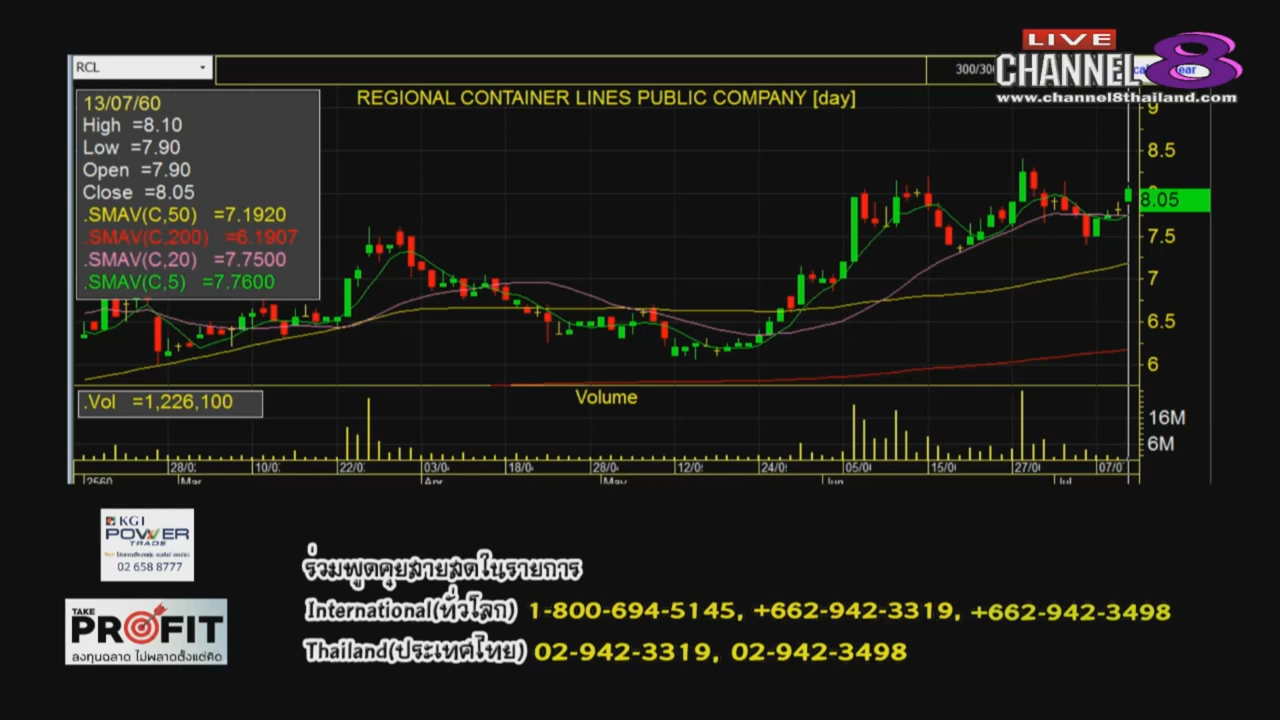 LIVE
CHANNEL 8
www.channel8thailand.com
RCL
300/300
REGIONAL CONTAINER LINES PUBLIC COMPANY [day]
13/07/60
High =8.10
Low =7.90
Open =7.90
Close =8.05
.SMAV(C,50) =7.1920
.SMAV(C,200) =6.1907
.SMAV(C,20) =7.7500
.SMAV(C,5) =7.7600
9
8.5
8.05
7.5
7
6.5
6
.Vol =1,226,100
Volume
16M
6M
28/0 10/0 22/0 03/0 18/0 28/0 12/0 24/0 05/0 15/0 27/0 07/0
2560 Mar Apr May Jun Jul
KGI
POWER
TRADE
02 658 8777
TAKE
PROFIT
ลงทุนฉลาด ไม่พลาดตั้งแต่คิด
ร่วมพูดคุยสายสดในรายการ
International(ทั่วโลก) 1-800-694-5145, +662-942-3319, +662-942-3498
Thailand(ประเทศไทย) 02-942-3319, 02-942-3498